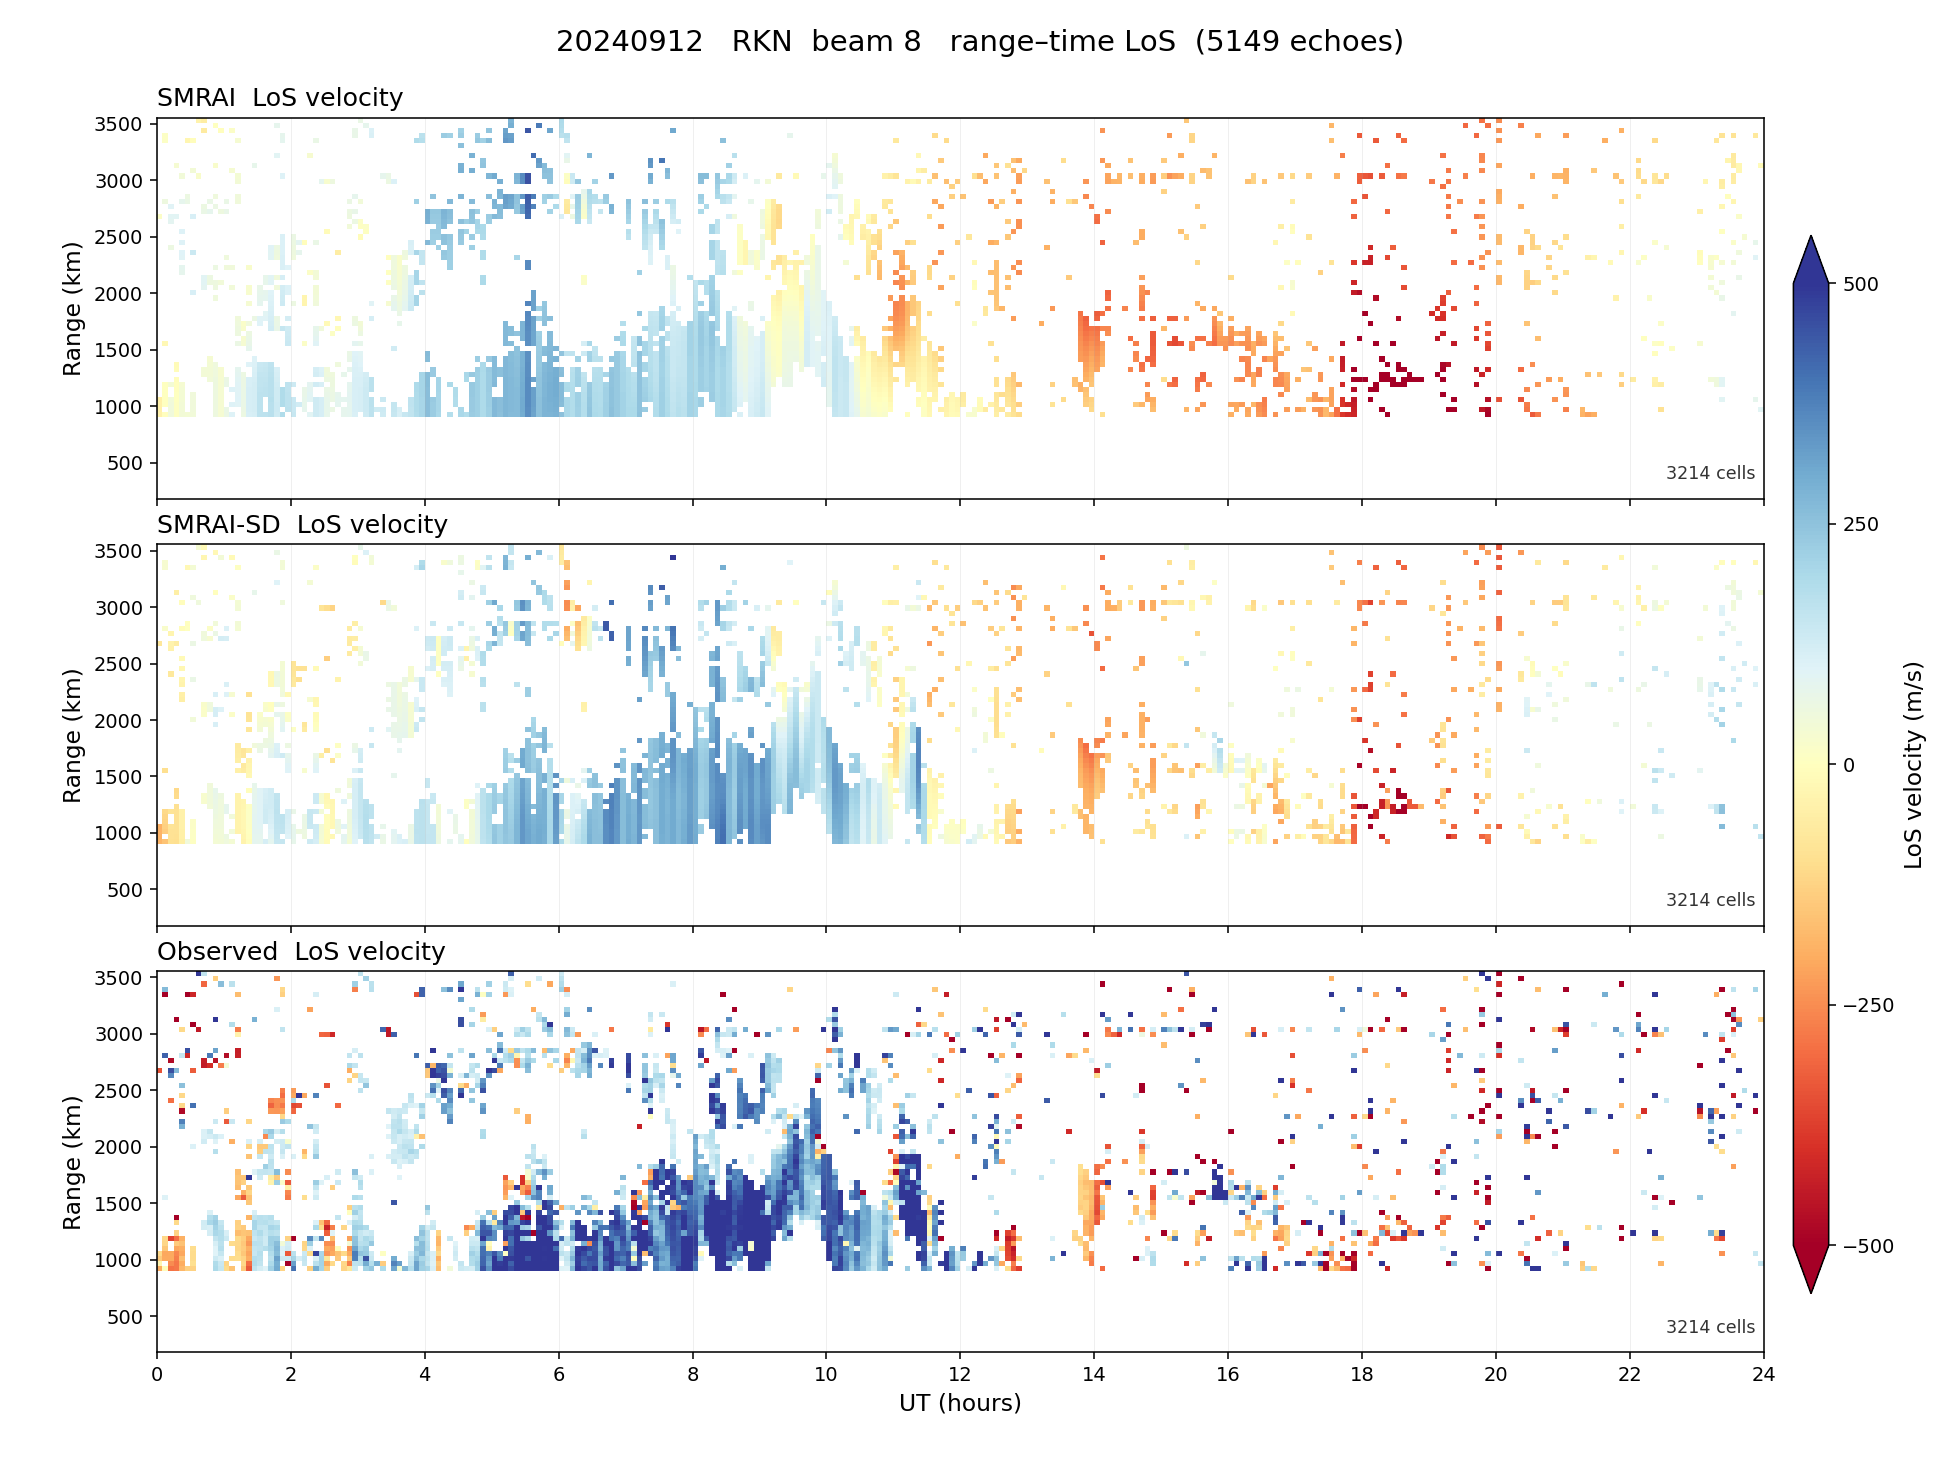 20240912   RKN  beam 8   range–time LoS  (5149 echoes)
SMRAI  LoS velocity
3500
3000
2500
2000
1500
1000
500
Range (km)
3214 cells
SMRAI-SD  LoS velocity
3500
3000
2500
2000
1500
1000
500
Range (km)
3214 cells
Observed  LoS velocity
3500
3000
2500
2000
1500
1000
500
Range (km)
3214 cells
0 2 4 6 8 10 12 14 16 18 20 22 24
UT (hours)
500
250
0
−250
−500
LoS velocity (m/s)